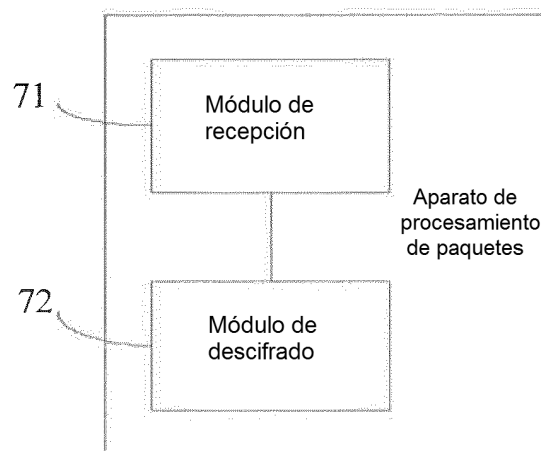 71
Módulo de
recepción
Aparato de
procesamiento
de paquetes
72
Módulo de
descifrado